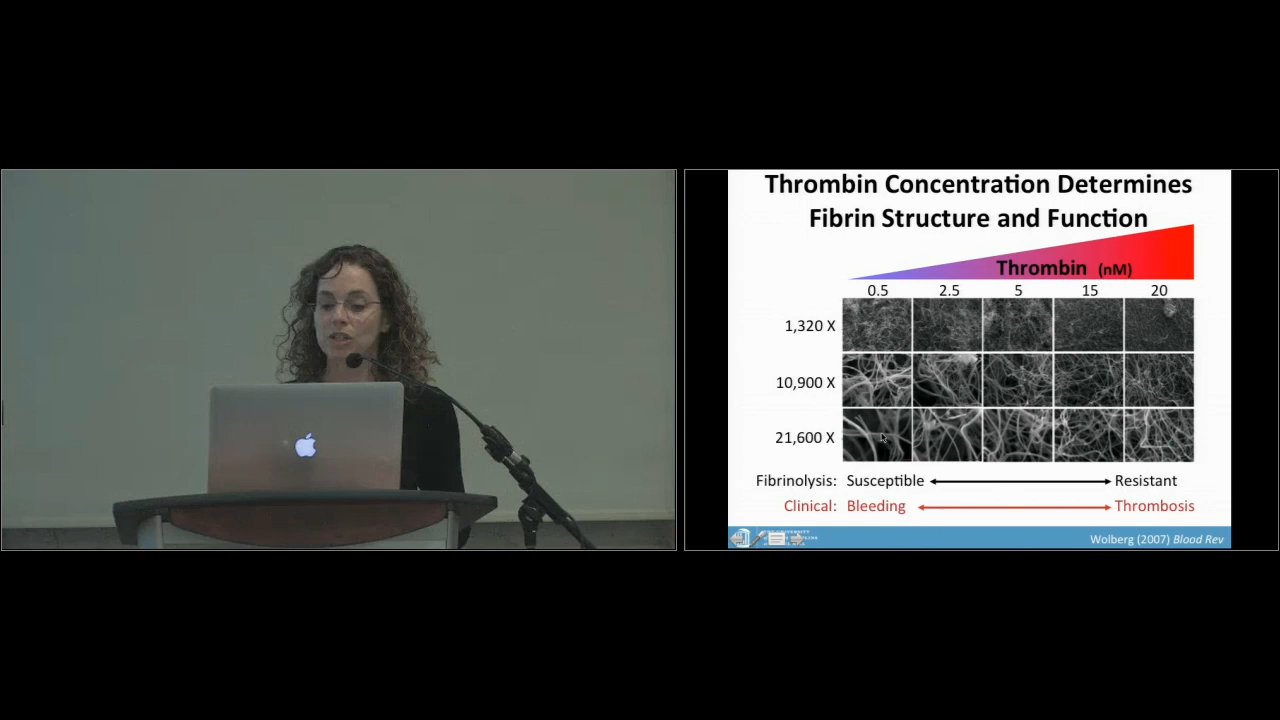 Thrombin Concentration Determines
Fibrin Structure and Function
Thrombin (nM)
0.5 2.5 5 15 20
1,320 X
10,900 X
21,600 X
Fibrinolysis: Susceptible Resistant
Clinical: Bleeding Thrombosis
Wolberg (2007) Blood Rev